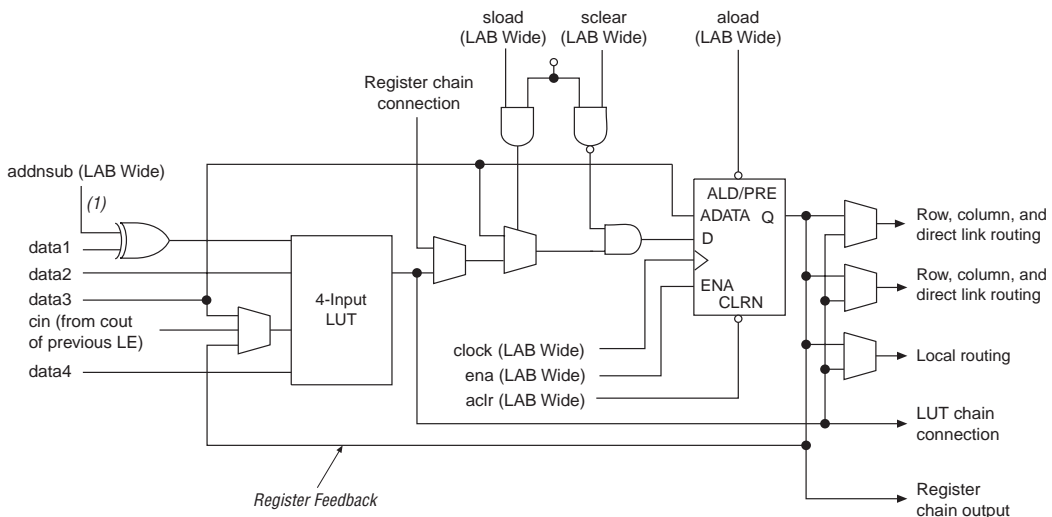 sload
(LAB Wide)
sclear
(LAB Wide)
aload
(LAB Wide)
Register chain
connection
addnsub (LAB Wide)
(1)
data1
data2
data3
cin (from cout
of previous LE)
data4
4-Input
LUT
ALD/PRE
ADATA Q
D
ENA
CLRN
clock (LAB Wide)
ena (LAB Wide)
aclr (LAB Wide)
Row, column, and
direct link routing
Row, column, and
direct link routing
Local routing
LUT chain
connection
Register
chain output
Register Feedback